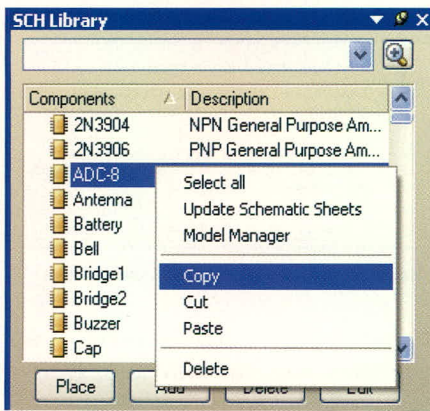 SCH Library
Components Description
2N3904 NPN General Purpose Am...
2N3906 PNP General Purpose Am...
ADC-8
Antenna
Battery
Bell
Bridge1
Bridge2
Buzzer
Cap
Select all
Update Schematic Sheets
Model Manager
Copy
Cut
Paste
Delete
Place Add Delete Edit